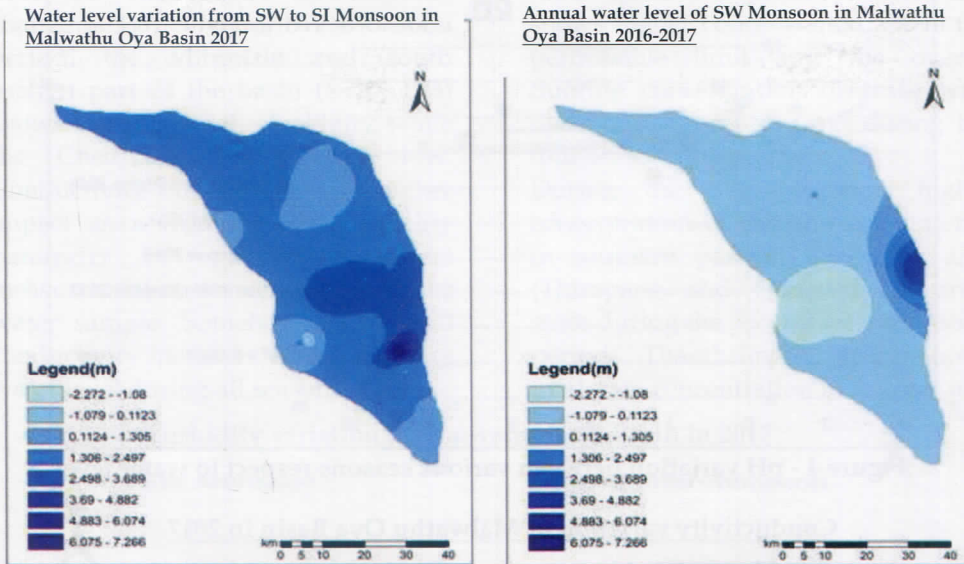 Water level variation from SW to SI Monsoon in
Malwathu Oya Basin 2017
N
Legend(m)
-2.272 - -1.08
-1.079 - 0.1123
0.1124 - 1.305
1.306 - 2.497
2.498 - 3.689
3.69 - 4.882
4.883 - 6.074
6.075 - 7.266
km
0 5 10 20 30 40
Annual water level of SW Monsoon in Malwathu
Oya Basin 2016-2017
N
Legend(m)
-2.272 - -1.08
-1.079 - 0.1123
0.1124 - 1.305
1.306 - 2.497
2.498 - 3.689
3.69 - 4.882
4.883 - 6.074
6.075 - 7.266
km
0 5 10 20 30 40